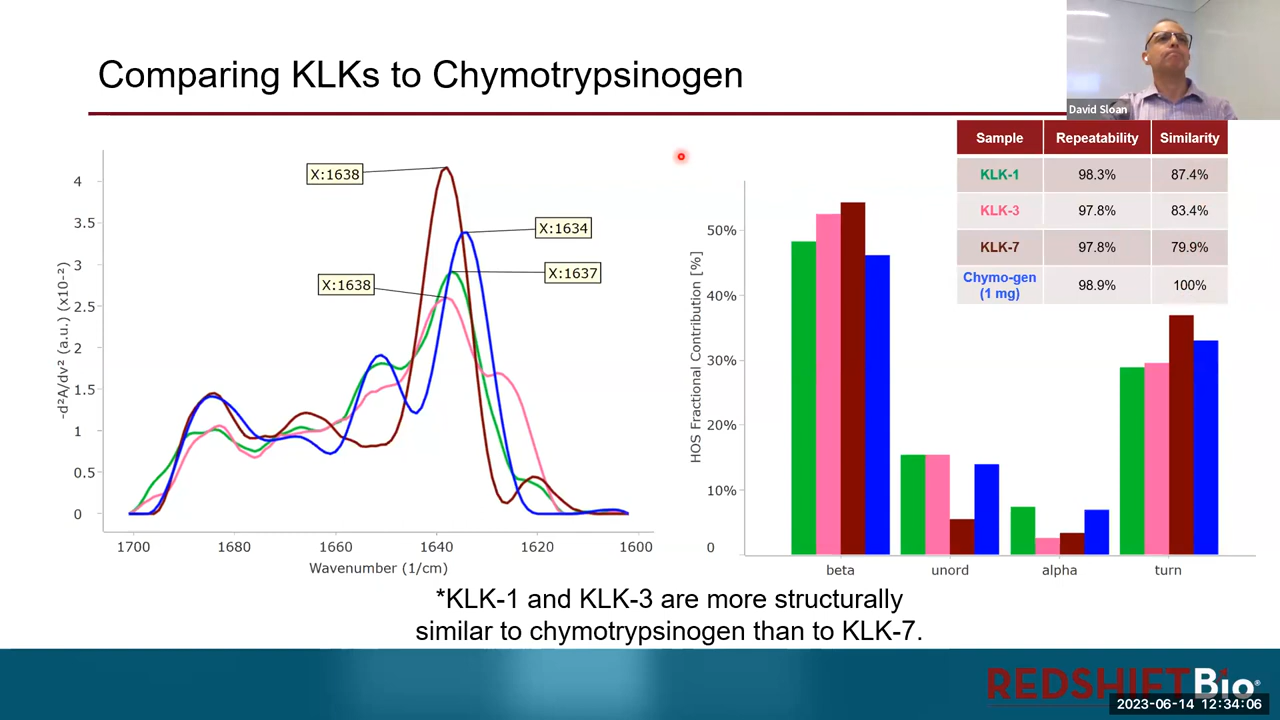 Comparing KLKs to Chymotrypsinogen
David Sloan
Sample Repeatability Similarity
KLK-1 98.3% 87.4%
KLK-3 97.8% 83.4%
KLK-7 97.8% 79.9%
Chymo-gen
(1 mg) 98.9% 100%
X:1638
X:1634
X:1637
X:1638
4
3.5
3
2.5
2
1.5
1
0.5
0
-d²A/dv² (a.u.) (x10⁻²)
1700 1680 1660 1640 1620 1600
Wavenumber (1/cm)
50%
40%
30%
20%
10%
0
HOS Fractional Contribution [%]
beta unord alpha turn
*KLK-1 and KLK-3 are more structurally
similar to chymotrypsinogen than to KLK-7.
REDSHIFTBio®
2023-06-14 12:34:06